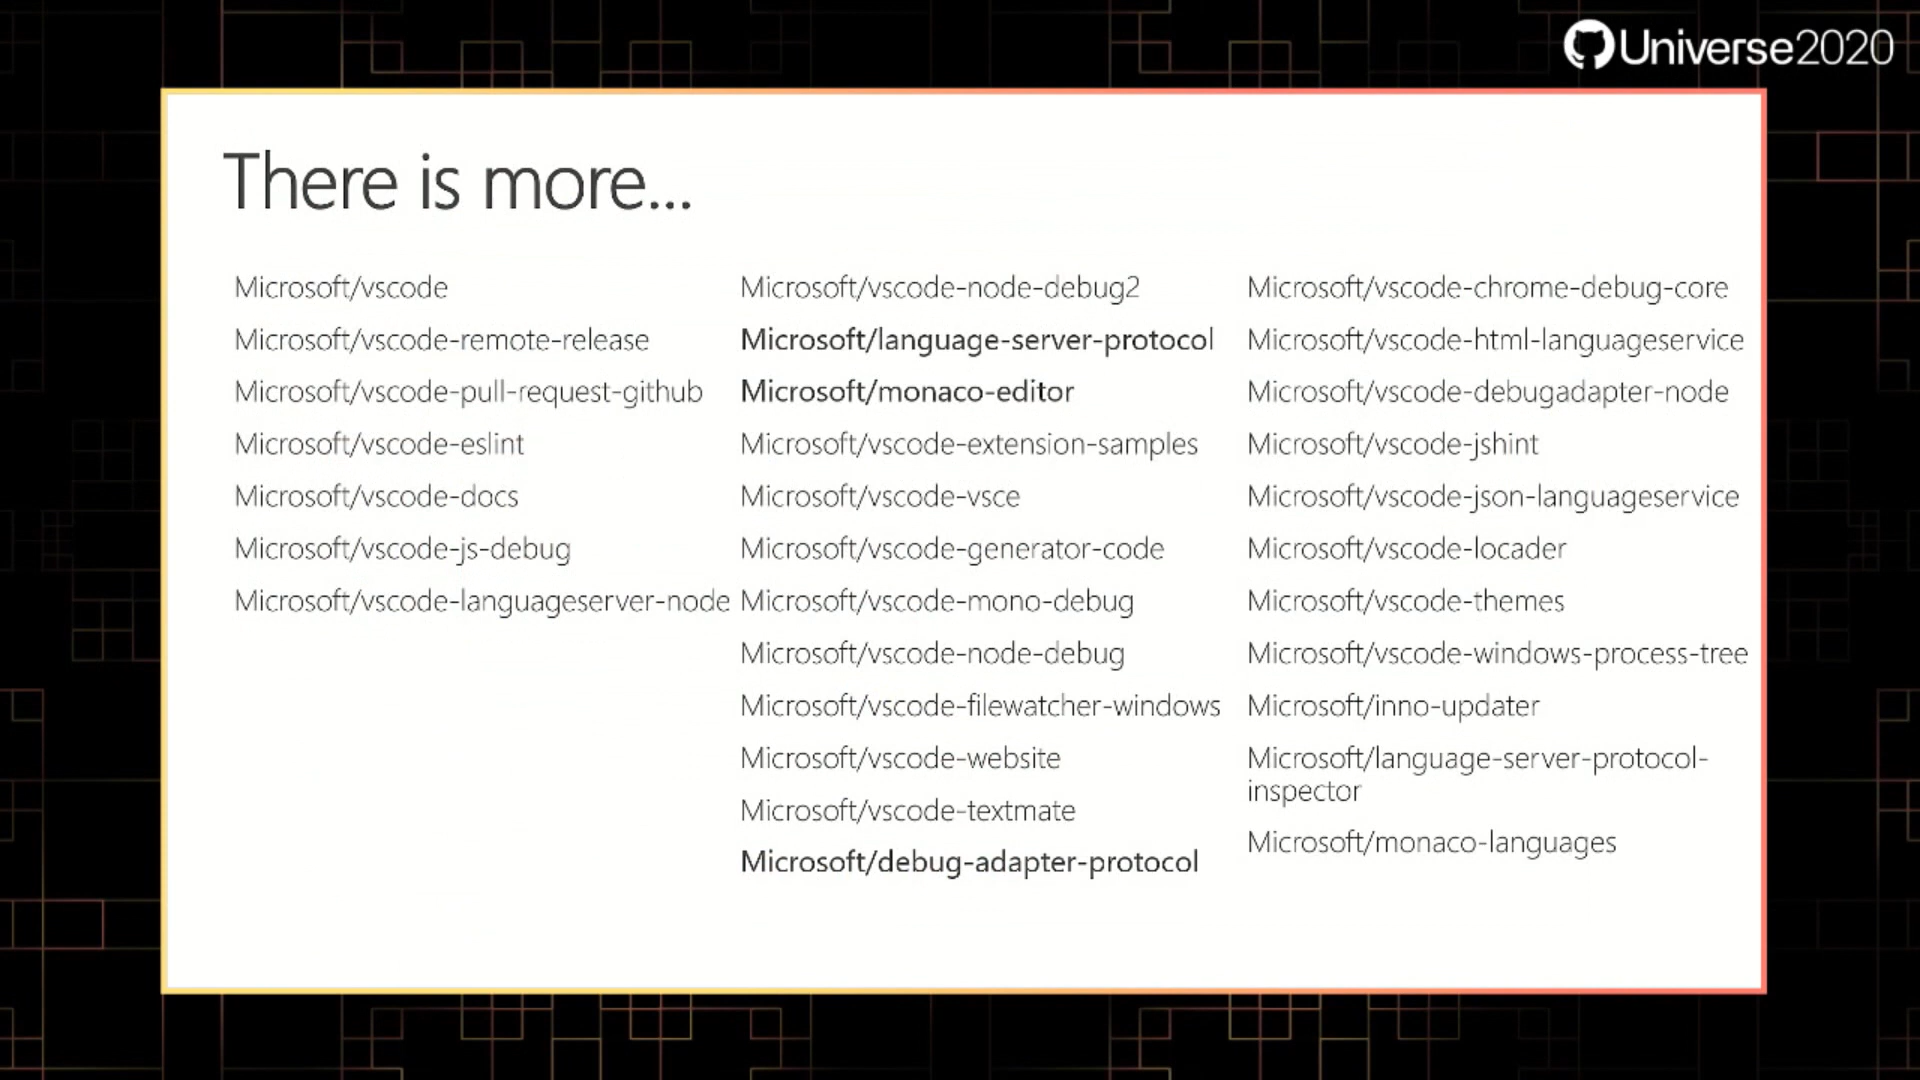 Universe2020
There is more...
Microsoft/vscode
Microsoft/vscode-remote-release
Microsoft/vscode-pull-request-github
Microsoft/vscode-eslint
Microsoft/vscode-docs
Microsoft/vscode-js-debug
Microsoft/vscode-languageserver-node
Microsoft/vscode-node-debug2
Microsoft/language-server-protocol
Microsoft/monaco-editor
Microsoft/vscode-extension-samples
Microsoft/vscode-vsce
Microsoft/vscode-generator-code
Microsoft/vscode-mono-debug
Microsoft/vscode-node-debug
Microsoft/vscode-filewatcher-windows
Microsoft/vscode-website
Microsoft/vscode-textmate
Microsoft/debug-adapter-protocol
Microsoft/vscode-chrome-debug-core
Microsoft/vscode-html-languageservice
Microsoft/vscode-debugadapter-node
Microsoft/vscode-jshint
Microsoft/vscode-json-languageservice
Microsoft/vscode-locader
Microsoft/vscode-themes
Microsoft/vscode-windows-process-tree
Microsoft/inno-updater
Microsoft/language-server-protocol-
inspector
Microsoft/monaco-languages